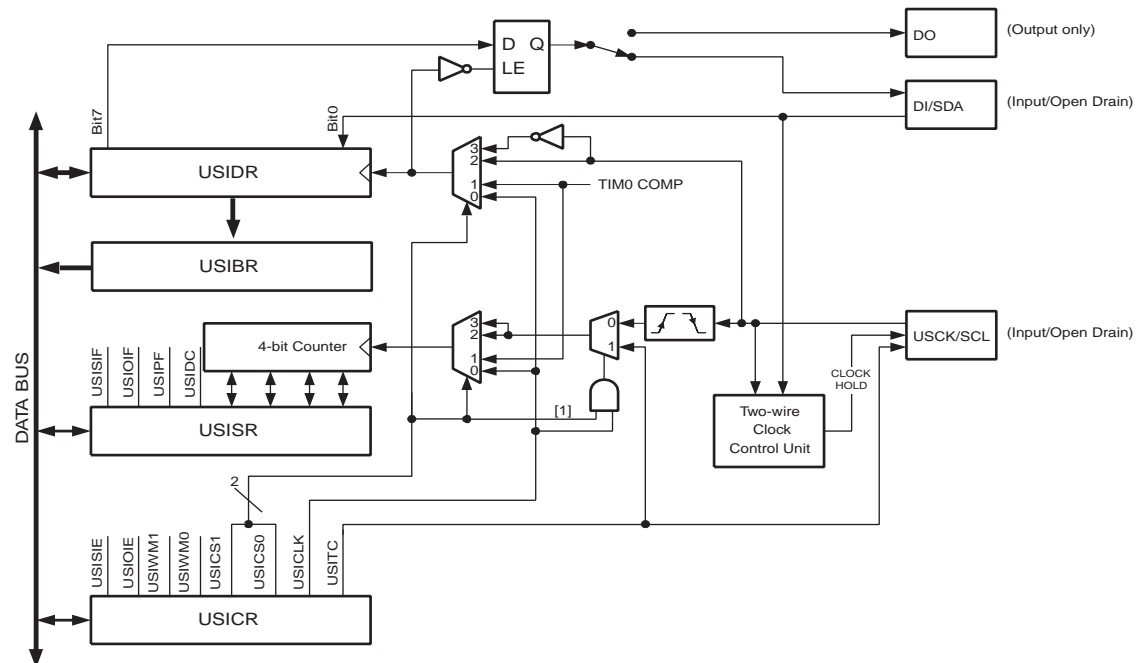 DO
(Output only)
D Q
LE
DI/SDA
(Input/Open Drain)
Bit7
Bit0
USIDR
3
2
1
0
TIM0 COMP
USIBR
4-bit Counter
3
2
1
0
0
1
USCK/SCL
(Input/Open Drain)
CLOCK
HOLD
DATA BUS
USISIF
USIOIF
USIPF
USIDC
USISR
[1]
Two-wire
Clock
Control Unit
2
USISIE
USIOIE
USIWM1
USIWM0
USICS1
USICS0
USICLK
USITC
USICR